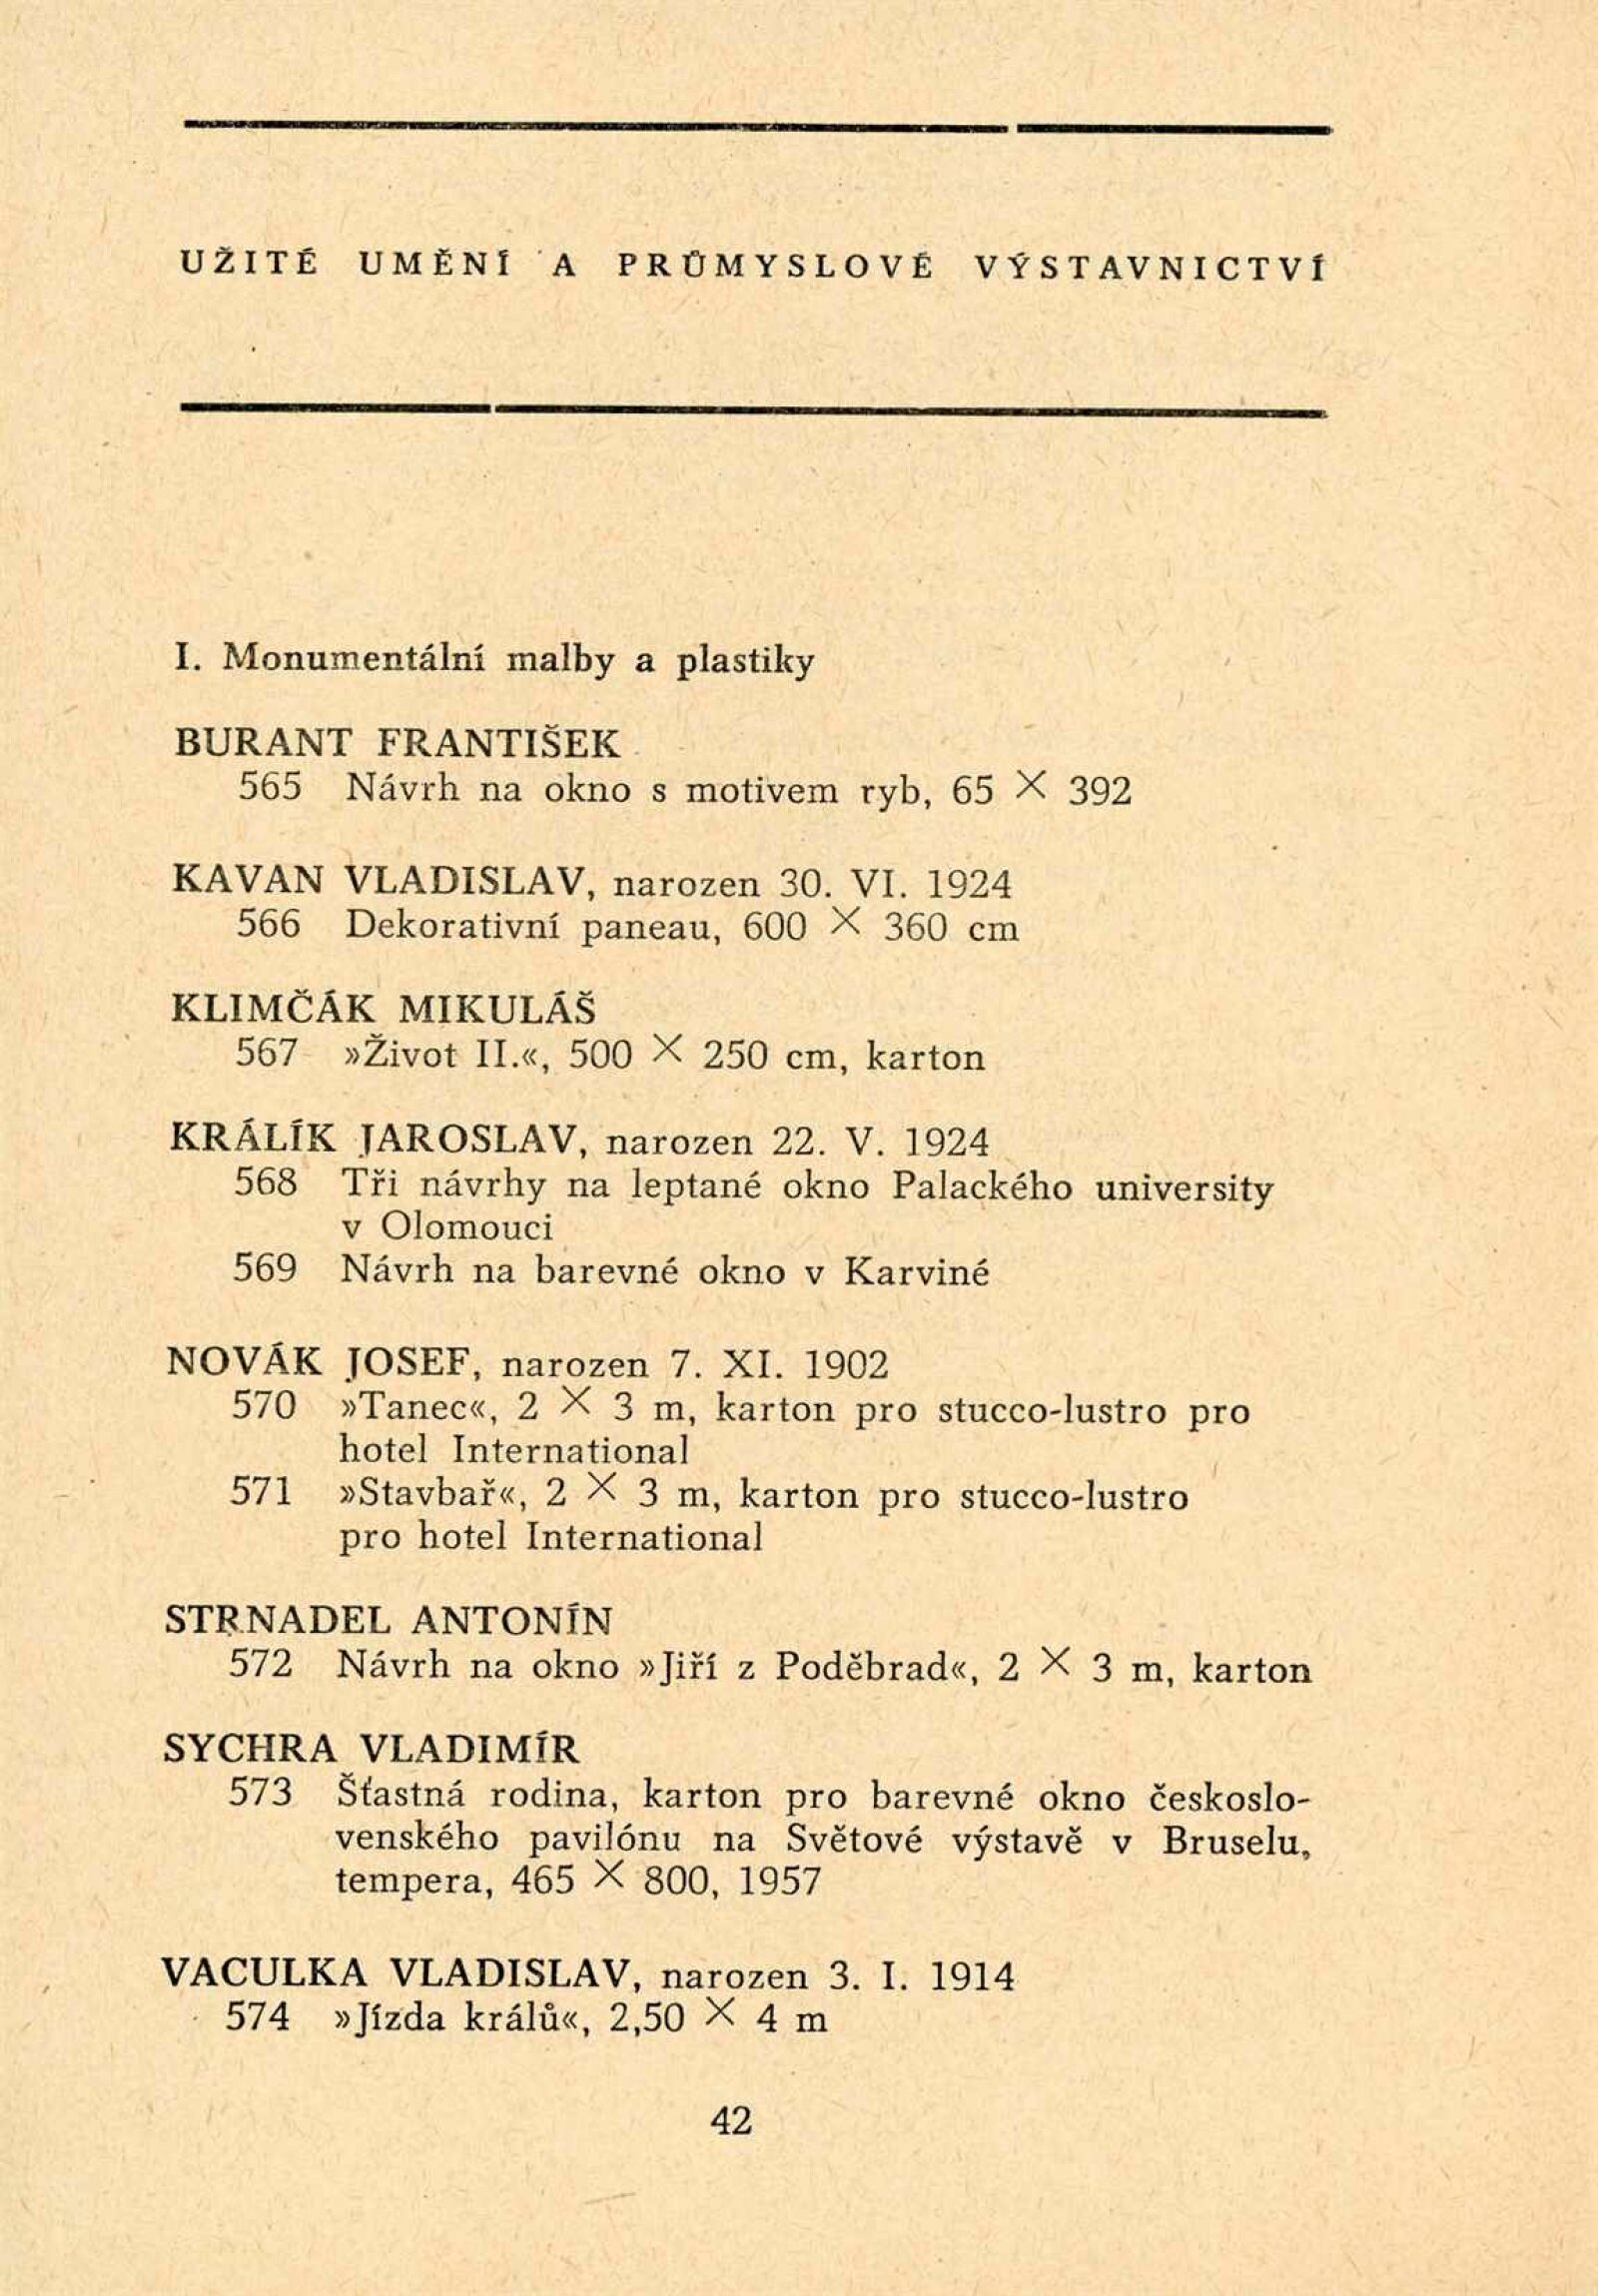 UŽITÉ UMĚNÍ A PRŮMYSLOVÉ VÝSTAVNICTVÍ
I. Monumentální malby a plastiky
BURANT FRANTIŠEK
565 Návrh na okno s motivem ryb, 65 × 392
KAVAN VLADISLAV, narozen 30. VI. 1924
566 Dekorativní paneau, 600 × 360 cm
KLIMČÁK MIKULÁŠ
567 »Život II.«, 500 × 250 cm, karton
KRÁLÍK JAROSLAV, narozen 22. V. 1924
568 Tři návrhy na leptané okno Palackého university
v Olomouci
569 Návrh na barevné okno v Karviné
NOVÁK JOSEF, narozen 7. XI. 1902
570 »Tanec«, 2 × 3 m, karton pro stucco-lustro pro
hotel International
571 »Stavbař«, 2 × 3 m, karton pro stucco-lustro
pro hotel International
STRNADEL ANTONÍN
572 Návrh na okno »Jiří z Poděbrad«, 2 × 3 m, karton
SYCHRA VLADIMÍR
573 Šťastná rodina, karton pro barevné okno českoslo-
venského pavilónu na Světové výstavě v Bruselu,
tempera, 465 × 800, 1957
VACULKA VLADISLAV, narozen 3. I. 1914
574 »Jízda králů«, 2,50 × 4 m
42